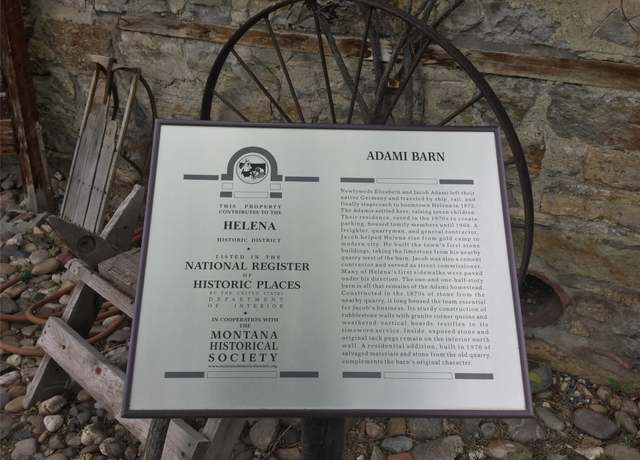 THIS PROPERTY
CONTRIBUTES TO THE
HELENA
HISTORIC DISTRICT
LISTED IN THE
NATIONAL REGISTER
OF
HISTORIC PLACES
BY THE UNITED STATES
DEPARTMENT
OF INTERIOR
IN COOPERATION WITH
THE
MONTANA
HISTORICAL
SOCIETY
www.montanahistoricalsociety.org
ADAMI BARN
Newlyweds Elizabeth and Jacob Adami left their
native Germany and traveled by ship, rail, and
finally stagecoach to boomtown Helena in 1872.
The Adamis settled here, raising seven children.
Their residence, razed in the 1970s to create
parking, housed family members until 1968. A
freighter, quarryman, and general contractor,
Jacob helped Helena rise from gold camp to
modern city. He built the town's first stone
buildings, taking the limestone from his nearby
quarry west of the barn. Jacob was also a cement
contractor and served as street commissioner.
Many of Helena's first sidewalks were paved
under his direction. The one-and-one-half-story
barn is all that remains of the Adami homestead.
Constructed in the 1870s of stone from the
nearby quarry, it long housed the team essential
for Jacob's business. Its sturdy construction of
rubblestone walls with granite corner quoins and
weathered vertical boards testifies to its
timeworn service. Inside, exposed stone and
original tack pegs remain on the interior north
wall. A residential addition, built in 1976 of
salvaged materials and stone from the old quarry,
complements the barn's original character.